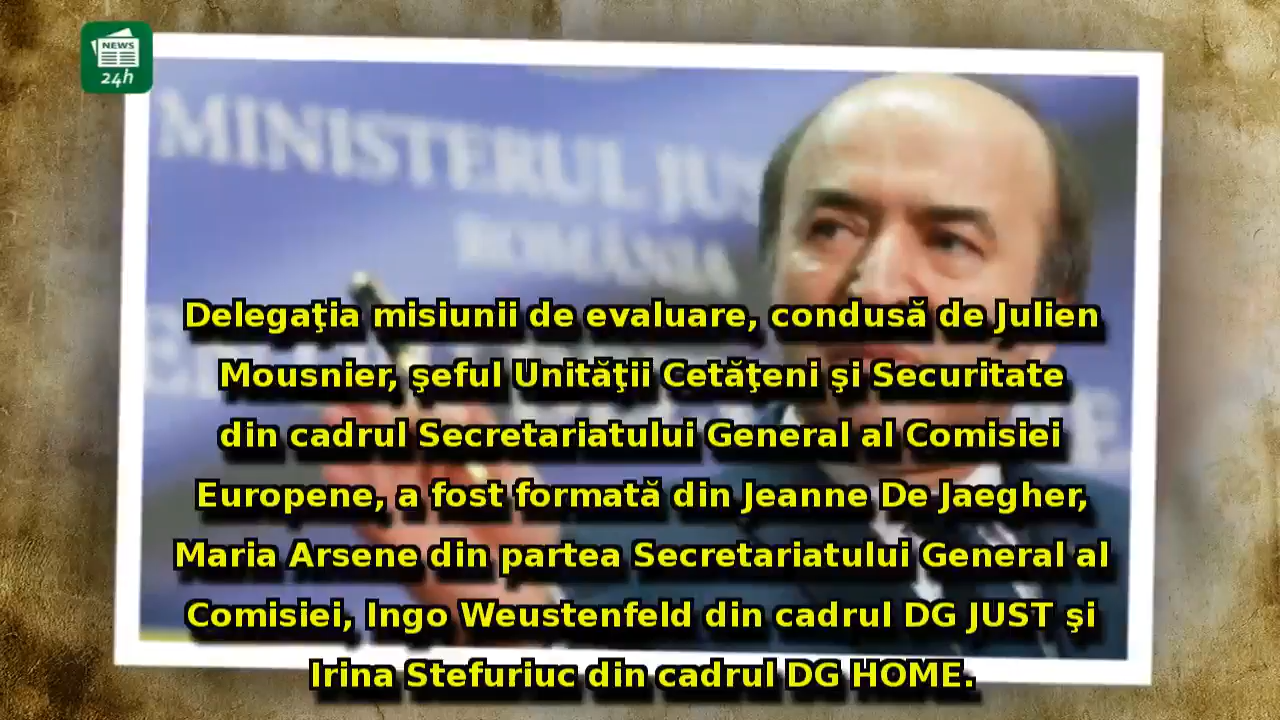 NEWS
24h
MINISTERUL JUS
ROMÂNIA
Delegaţia misiunii de evaluare, condusă de Julien
Mousnier, şeful Unităţii Cetăţeni şi Securitate
din cadrul Secretariatului General al Comisiei
Europene, a fost formată din Jeanne De Jaegher,
Maria Arsene din partea Secretariatului General al
Comisiei, Ingo Weustenfeld din cadrul DG JUST şi
Irina Stefuriuc din cadrul DG HOME.